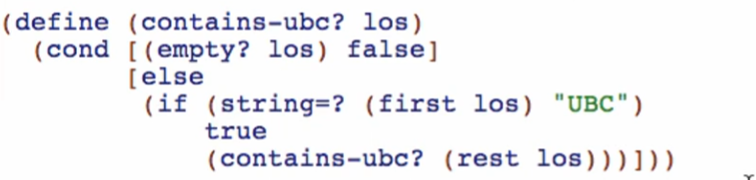 (define (contains-ubc? los)
(cond [(empty? los) false]
[else
(if (string=? (first los) "UBC")
true
(contains-ubc? (rest los)))]))